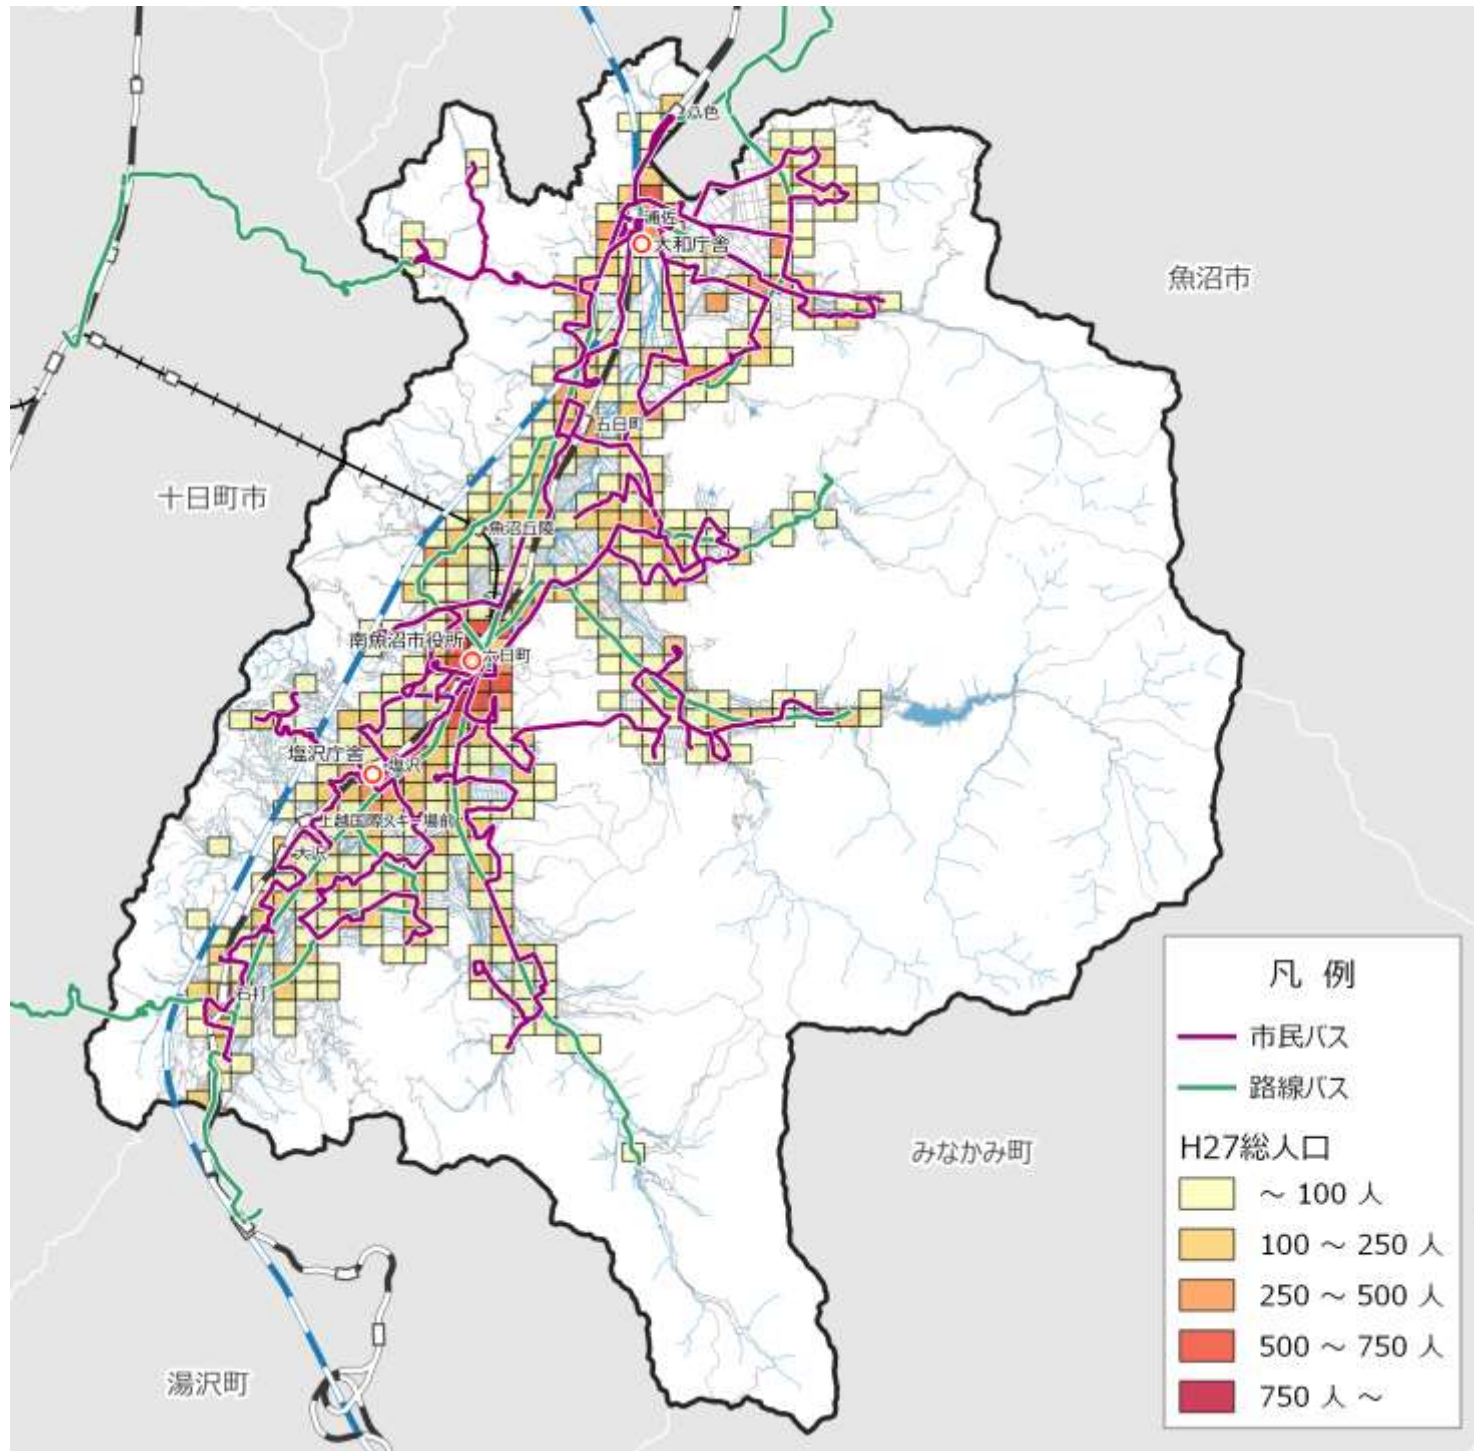 八色
浦佐
大和庁舎
魚沼市
五日町
十日町市
魚沼丘陵
南魚沼市役所
六日町
塩沢庁舎
塩沢
上越国際スキー場前
大沢
石打
凡 例
市民バス
路線バス
H27総人口
~ 100 人
100 ~ 250 人
250 ~ 500 人
500 ~ 750 人
750 人 ~
みなかみ町
湯沢町